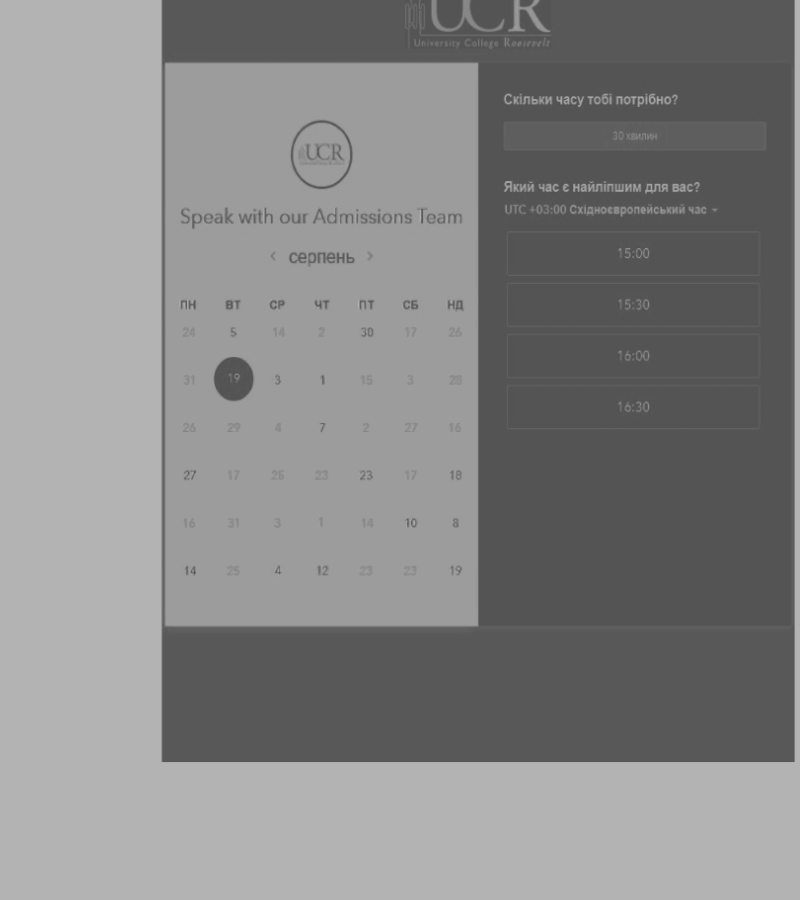 UCR
University College Roosevelt
UCR
Speak with our Admissions Team
серпень
ПН ВТ СР ЧТ ПТ СБ НД
24 5 14 2 30 17 26
31 19 3 1 15 3 28
26 29 4 7 2 27 16
27 17 25 23 23 17 18
16 31 3 1 14 10 8
14 25 4 12 23 23 19
Скільки часу тобі потрібно?
30 хвилин
Який час є найліпшим для вас?
UTC +03:00 Східноєвропейський час
15:00
15:30
16:00
16:30